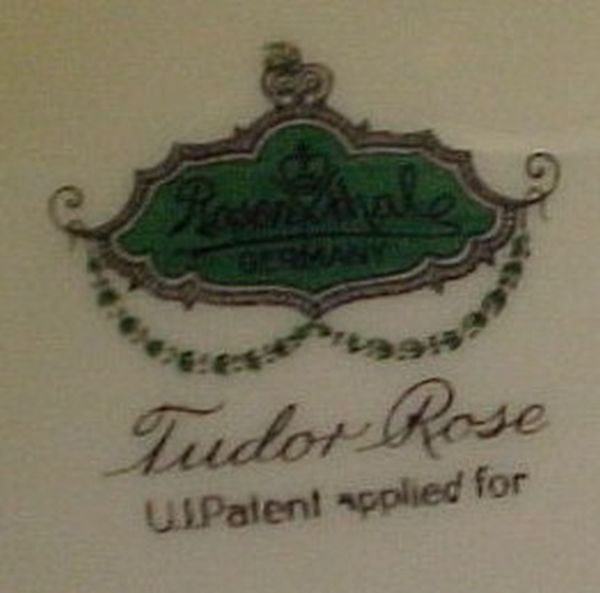 Rosenthal
GERMANY
Tudor Rose
U.S.Patent applied for